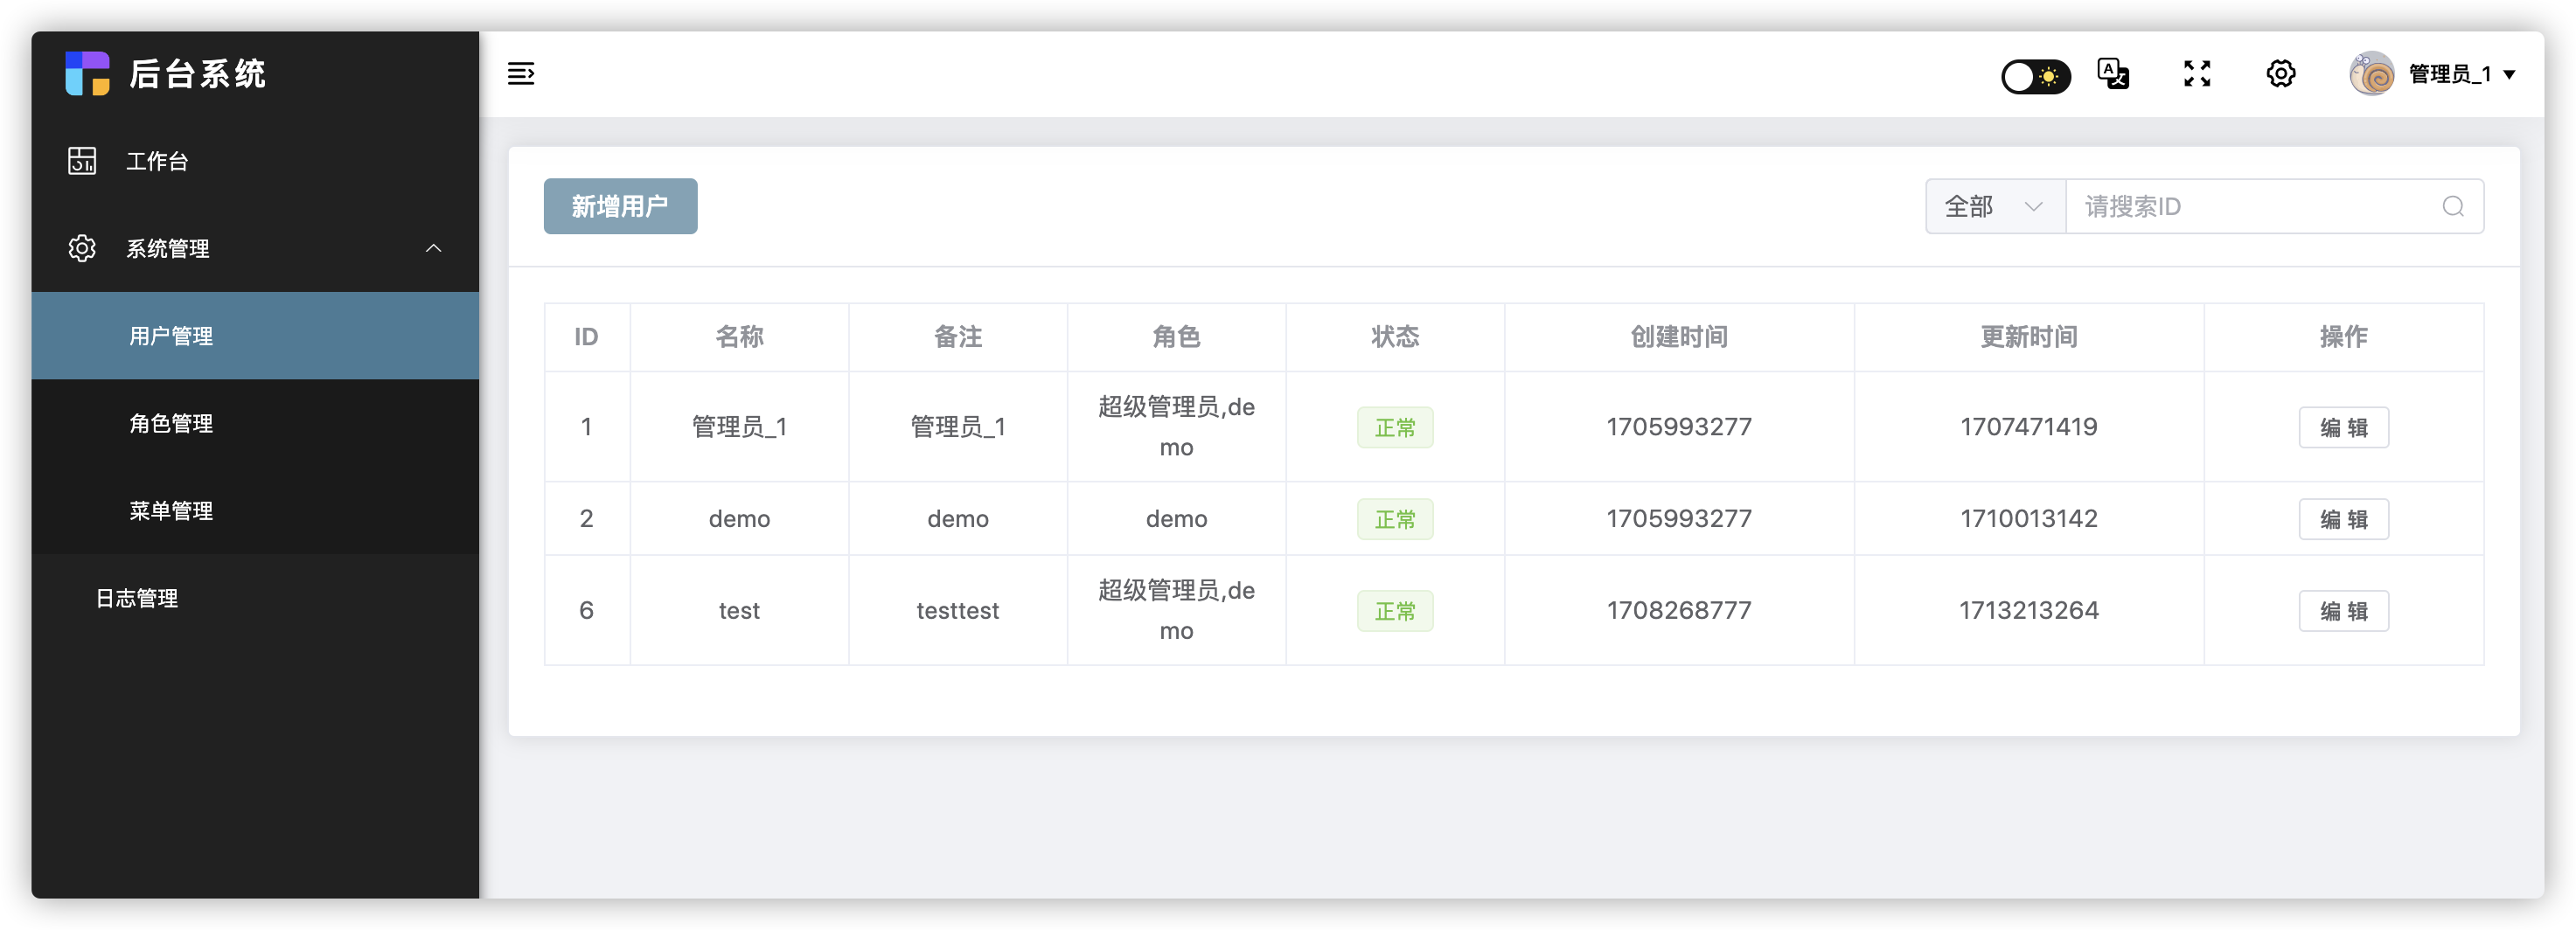 后台系统
管理员_1
工作台
系统管理
用户管理
角色管理
菜单管理
日志管理
新增用户
全部 请搜索ID
ID 名称 备注 角色 状态 创建时间 更新时间 操作
1 管理员_1 管理员_1 超级管理员,de
mo 正常 1705993277 1707471419 编辑
2 demo demo demo 正常 1705993277 1710013142 编辑
6 test testtest 超级管理员,de
mo 正常 1708268777 1713213264 编辑